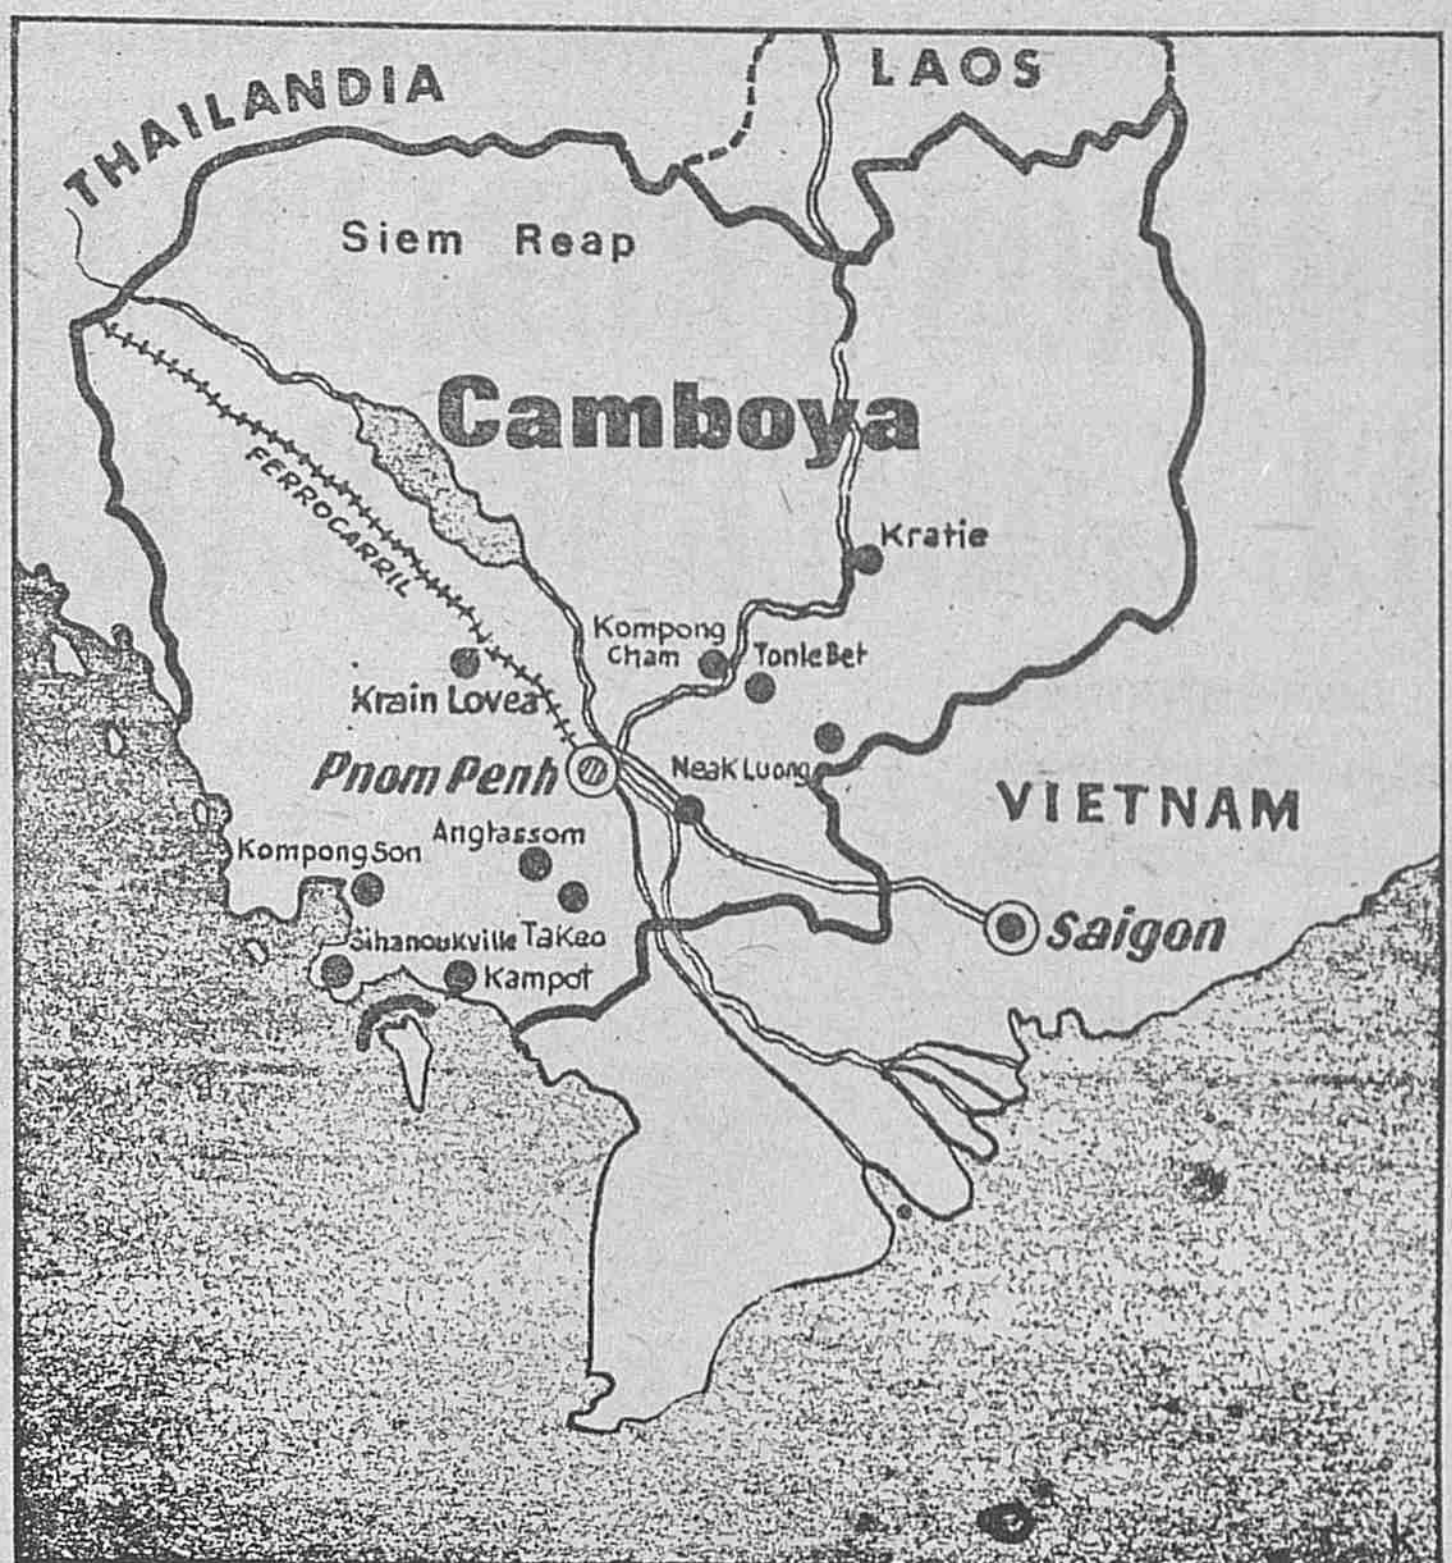 THAILANDIA
LAOS
Siem Reap
Camboya
FERROCARRIL
Kratie
Kompong
Cham
Tonle Bet
Krain Lovea
Pnom Penh
Neak Luong
VIETNAM
Angtassom
Kompong Son
Saigon
Sihanoukville
Takeo
Kampot